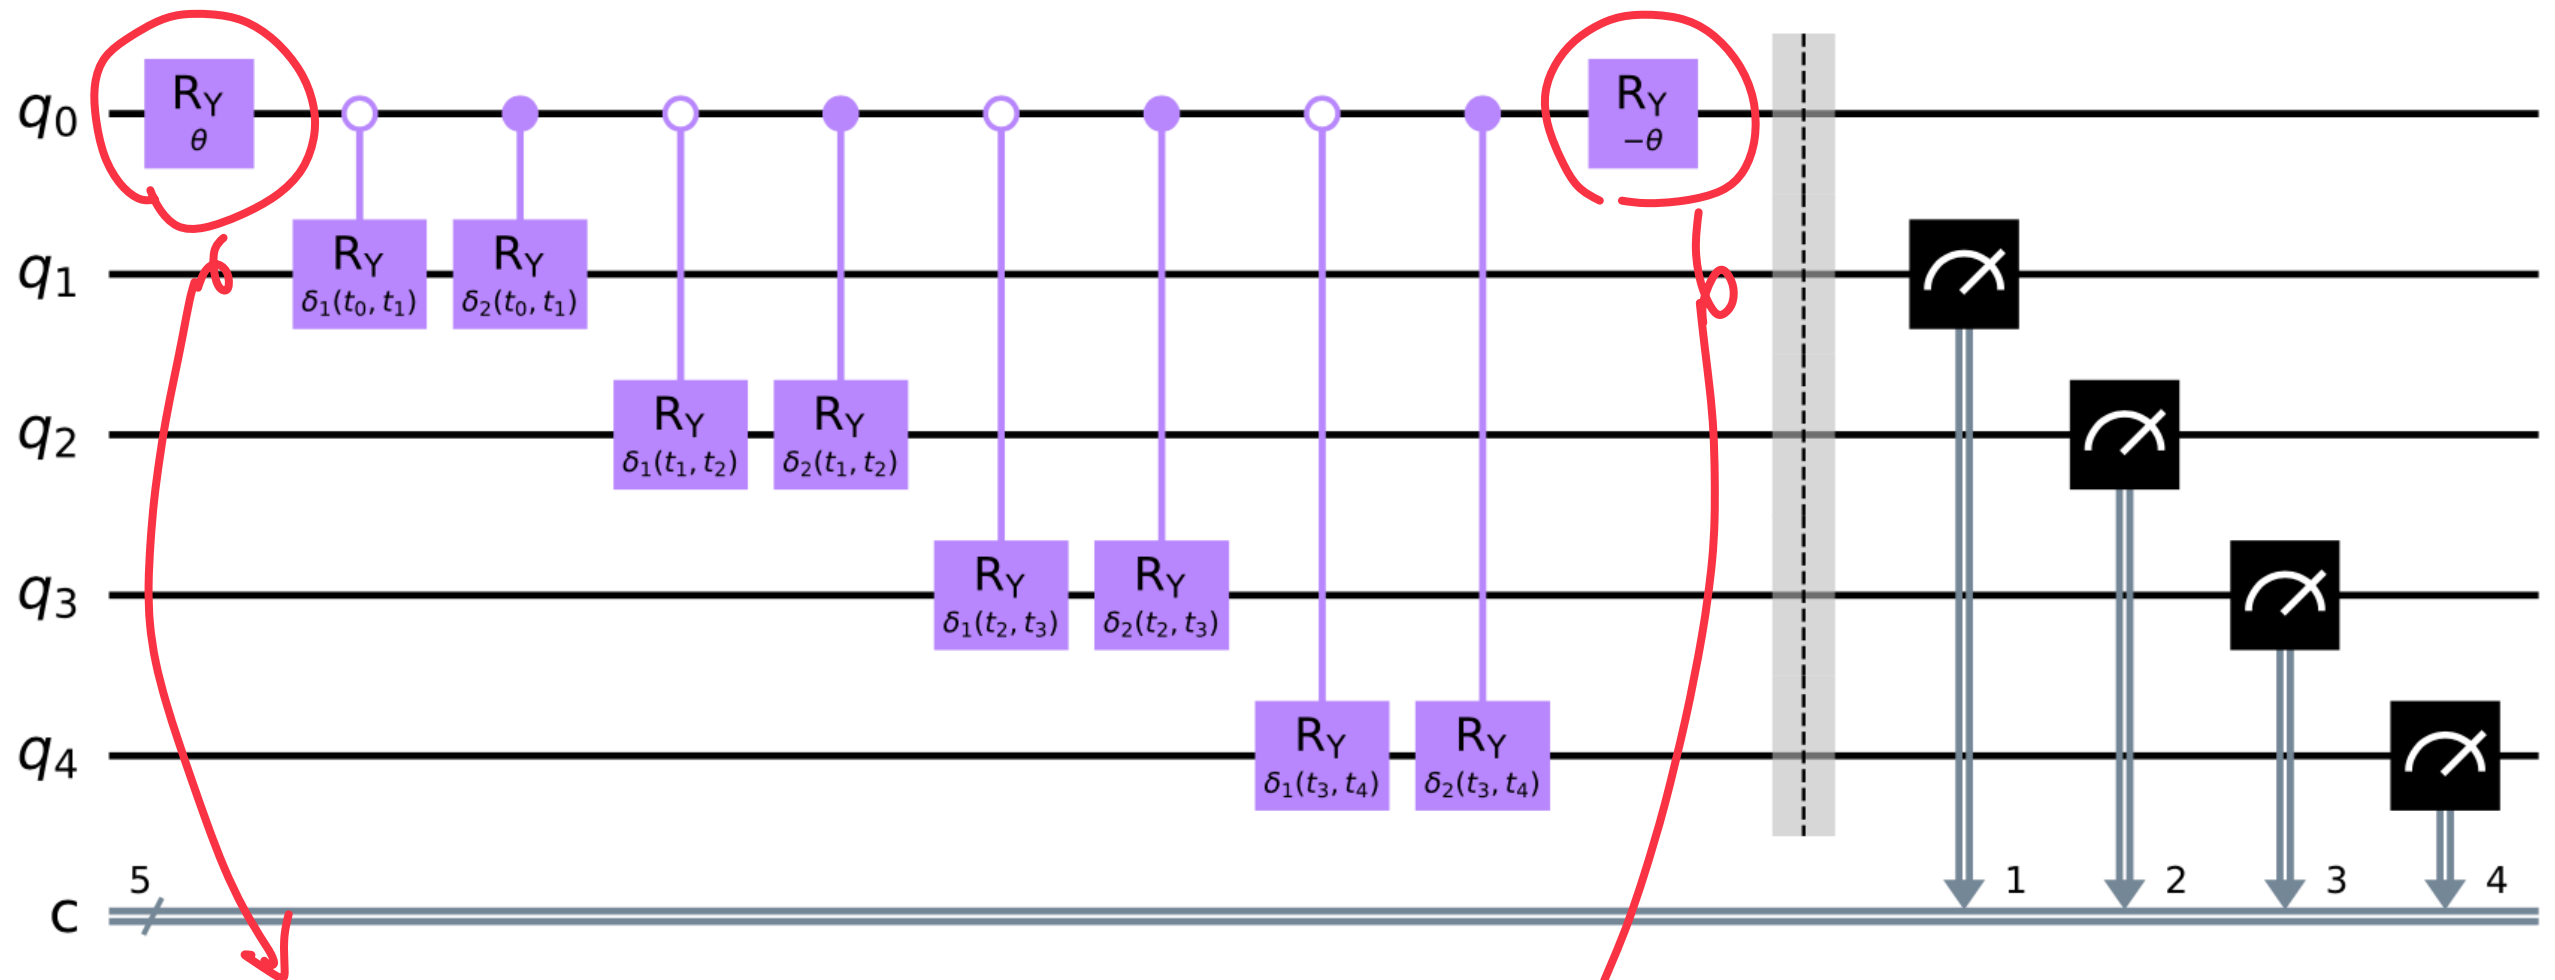 q0 RY θ RY −θ
q1 RY δ1(t0, t1) RY δ2(t0, t1)
q2 RY δ1(t1, t2) RY δ2(t1, t2)
q3 RY δ1(t2, t3) RY δ2(t2, t3)
q4 RY δ1(t3, t4) RY δ2(t3, t4)
5 1 2 3 4
c